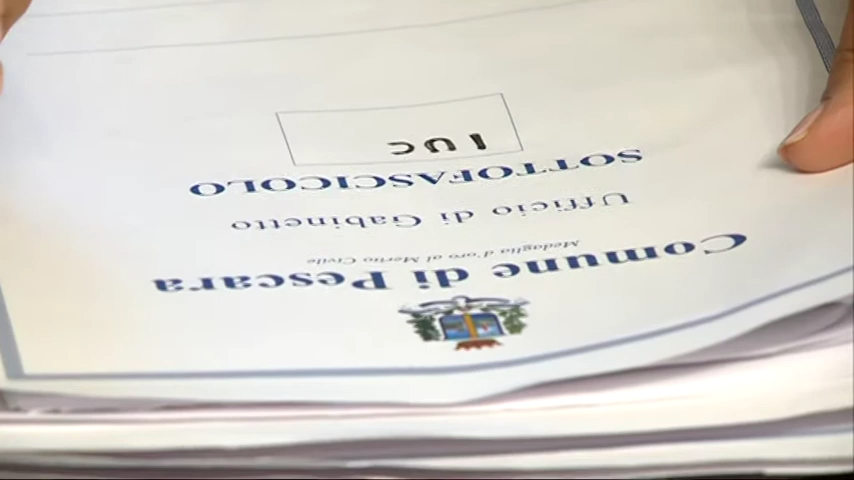 Comune di Pescara
Medaglia d'oro al Merito Civile
Ufficio di Gabinetto
SOTTOFASCICOLO
IUC